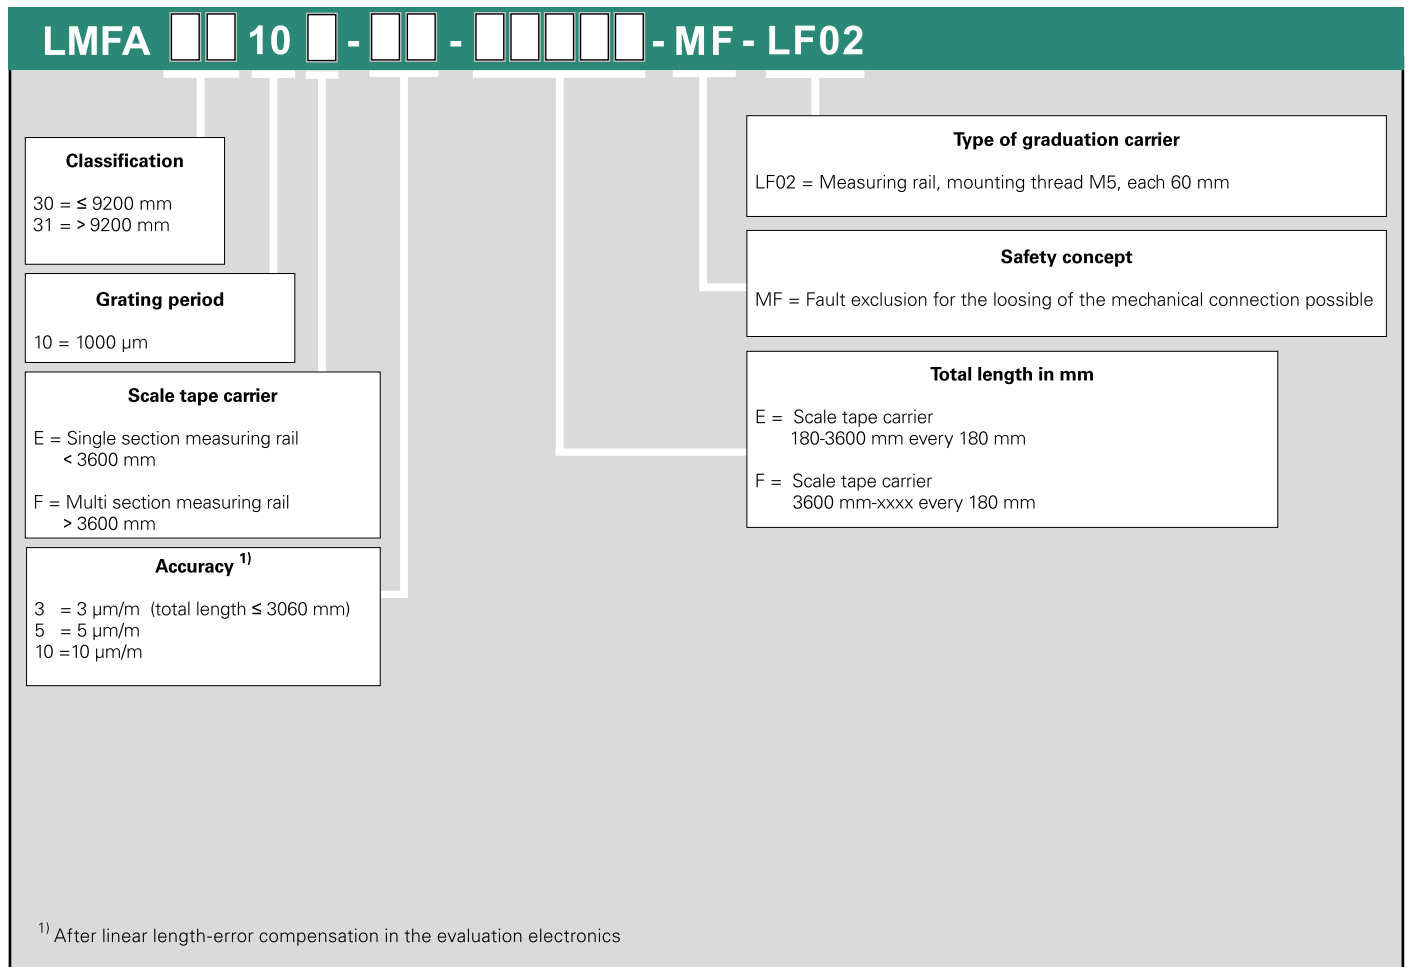 LMFA 10 - - - MF - LF02
Classification
30 = ≤ 9200 mm
31 = > 9200 mm
Grating period
10 = 1000 µm
Scale tape carrier
E = Single section measuring rail
< 3600 mm
F = Multi section measuring rail
> 3600 mm
Accuracy 1)
3 = 3 µm/m (total length ≤ 3060 mm)
5 = 5 µm/m
10 =10 µm/m
Type of graduation carrier
LF02 = Measuring rail, mounting thread M5, each 60 mm
Safety concept
MF = Fault exclusion for the loosing of the mechanical connection possible
Total length in mm
E = Scale tape carrier
180-3600 mm every 180 mm
F = Scale tape carrier
3600 mm-xxxx every 180 mm
1) After linear length-error compensation in the evaluation electronics